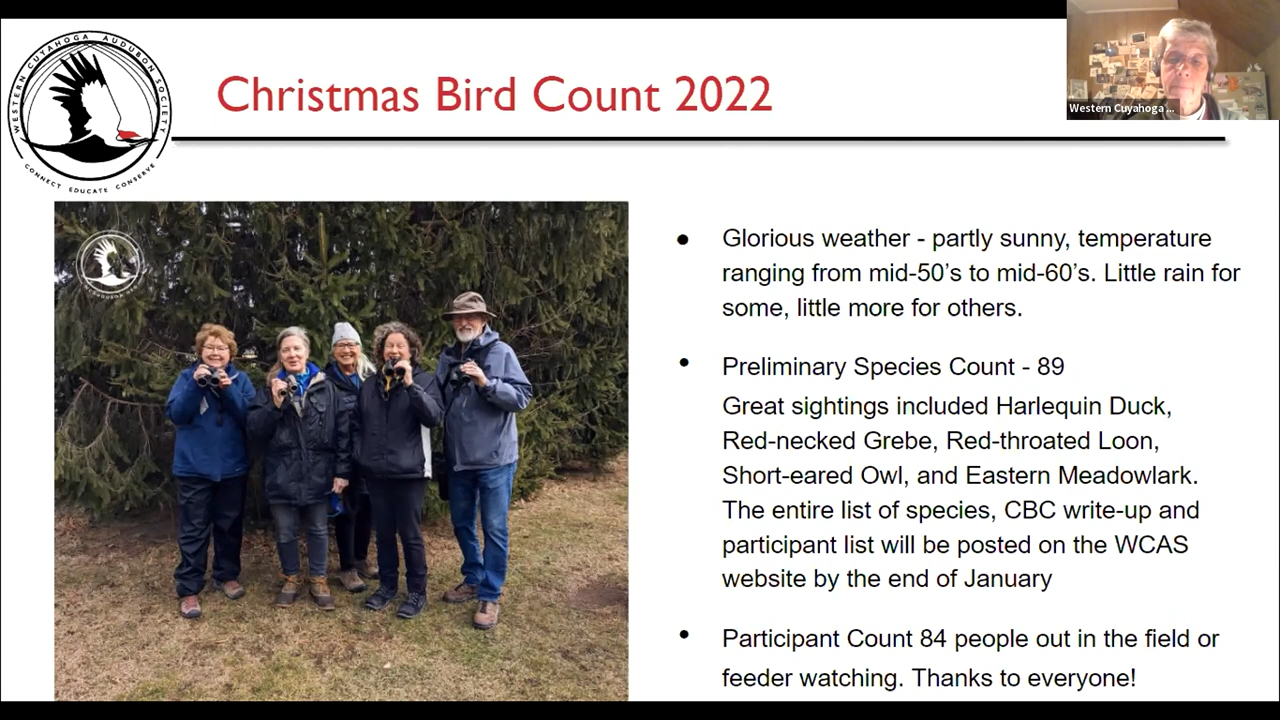 WESTERN CUYAHOGA AUDUBON SOCIETY
CONNECT EDUCATE CONSERVE
Christmas Bird Count 2022
Western Cuyahoga ...
Glorious weather - partly sunny, temperature
ranging from mid-50’s to mid-60’s. Little rain for
some, little more for others.
Preliminary Species Count - 89
Great sightings included Harlequin Duck,
Red-necked Grebe, Red-throated Loon,
Short-eared Owl, and Eastern Meadowlark.
The entire list of species, CBC write-up and
participant list will be posted on the WCAS
website by the end of January
Participant Count 84 people out in the field or
feeder watching. Thanks to everyone!